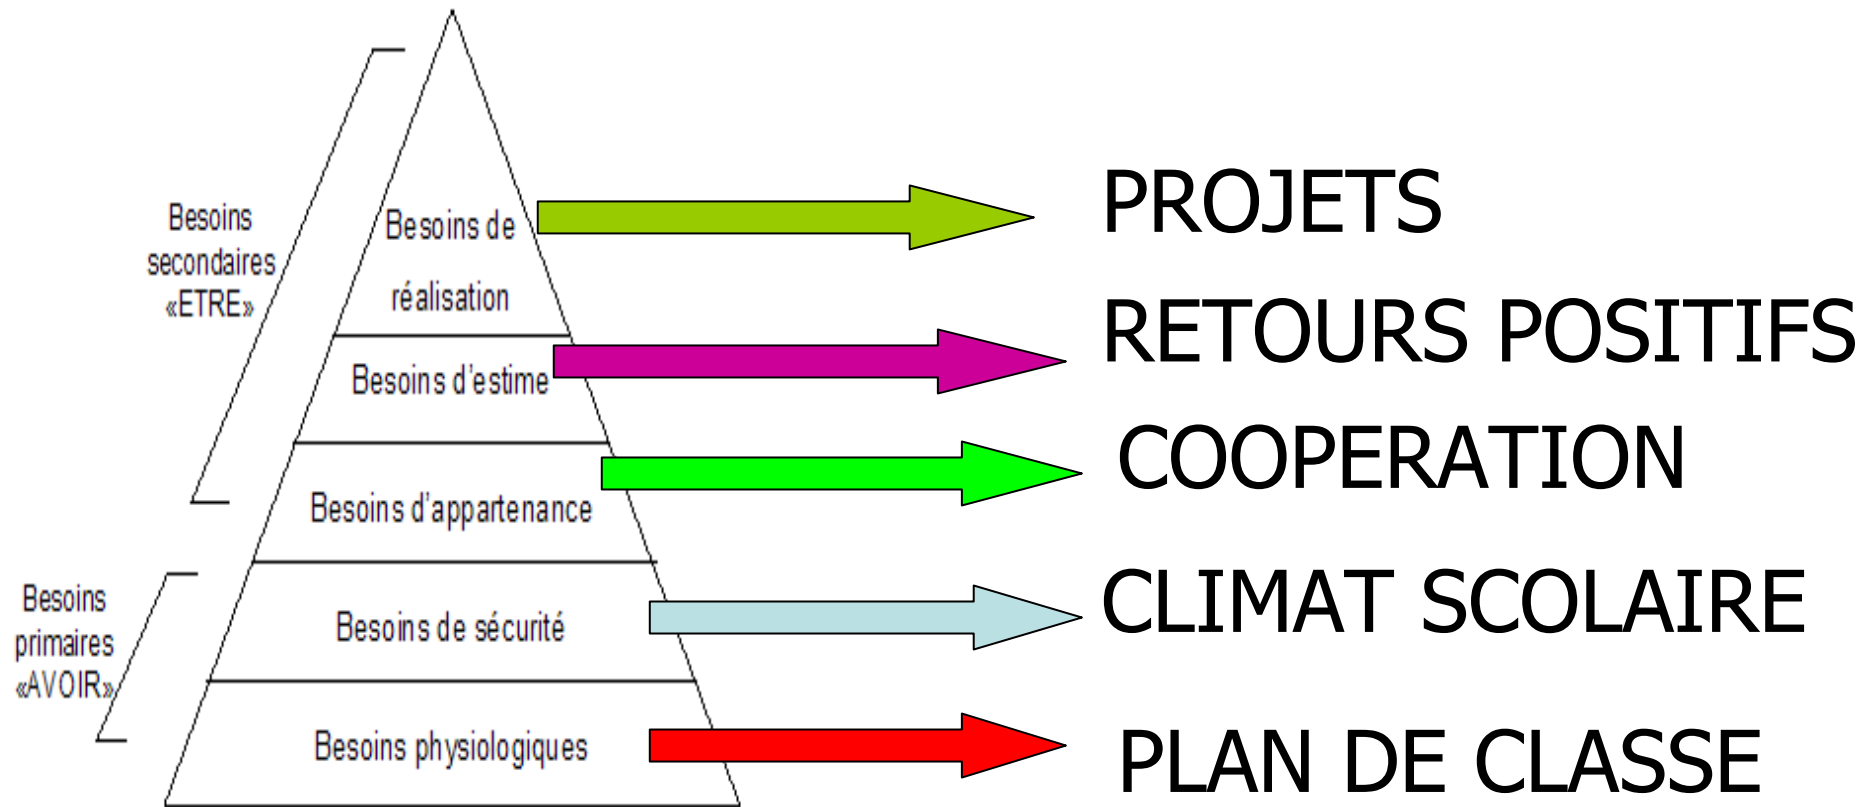 PROJETS
Besoins
secondaires
«ETRE»
Besoins de
réalisation
RETOURS POSITIFS
Besoins d'estime
COOPERATION
Besoins d'appartenance
CLIMAT SCOLAIRE
Besoins
primaires
«AVOIR»
Besoins de sécurité
PLAN DE CLASSE
Besoins physiologiques